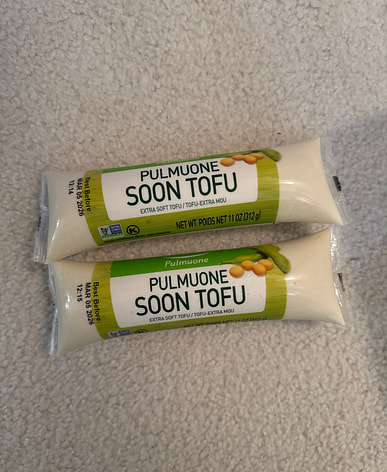 PULMUONE
SOON TOFU
EXTRA SOFT TOFU / TOFU-EXTRA MOU
NET WT. POIDS NET 11 OZ (312 g)
Best Before:
MAR 05 2026
12:14
K
Pulmuone
PULMUONE
SOON TOFU
EXTRA SOFT TOFU / TOFU-EXTRA MOU
Best Before:
MAR 05 2026
12:15
K